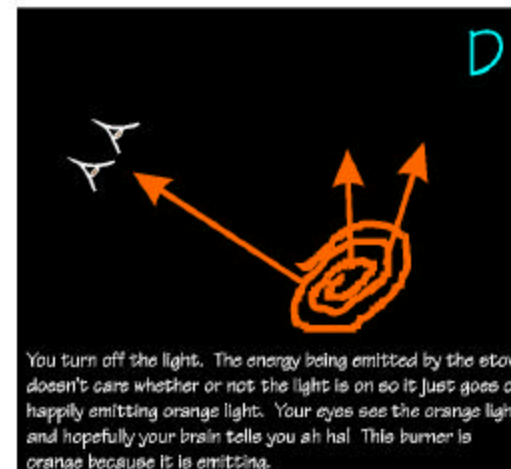 D
You turn off the light. The energy being emitted by the stov
doesn't care whether or not the light is on so it just goes o
happily emitting orange light. Your eyes see the orange ligh
and hopefully your brain tells you ah ha! This burner is
orange because it is emitting.